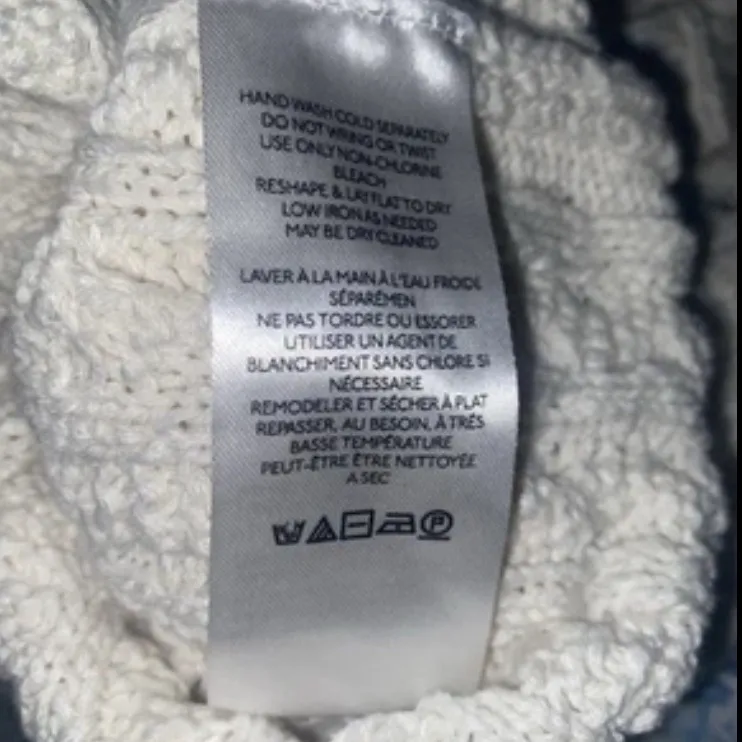 HAND WASH COLD SEPARATELY
DO NOT WRING OR TWIST
USE ONLY NON-CHLORINE
BLEACH
RESHAPE & LAY FLAT TO DRY
LOW IRON AS NEEDED
MAY BE DRY CLEANED
LAVER À LA MAIN À L'EAU FROIDE
SÉPARÉMEN
NE PAS TORDRE OU ESSORER
UTILISER UN AGENT DE
BLANCHIMENT SANS CHLORE SI
NÉCESSAIRE
REMODELER ET SÉCHER À PLAT
REPASSER, AU BESOIN, À TRÉS
BASSE TEMPÉRATURE
PEUT-ÊTRE ÊTRE NETTOYÉE
A SEC
P